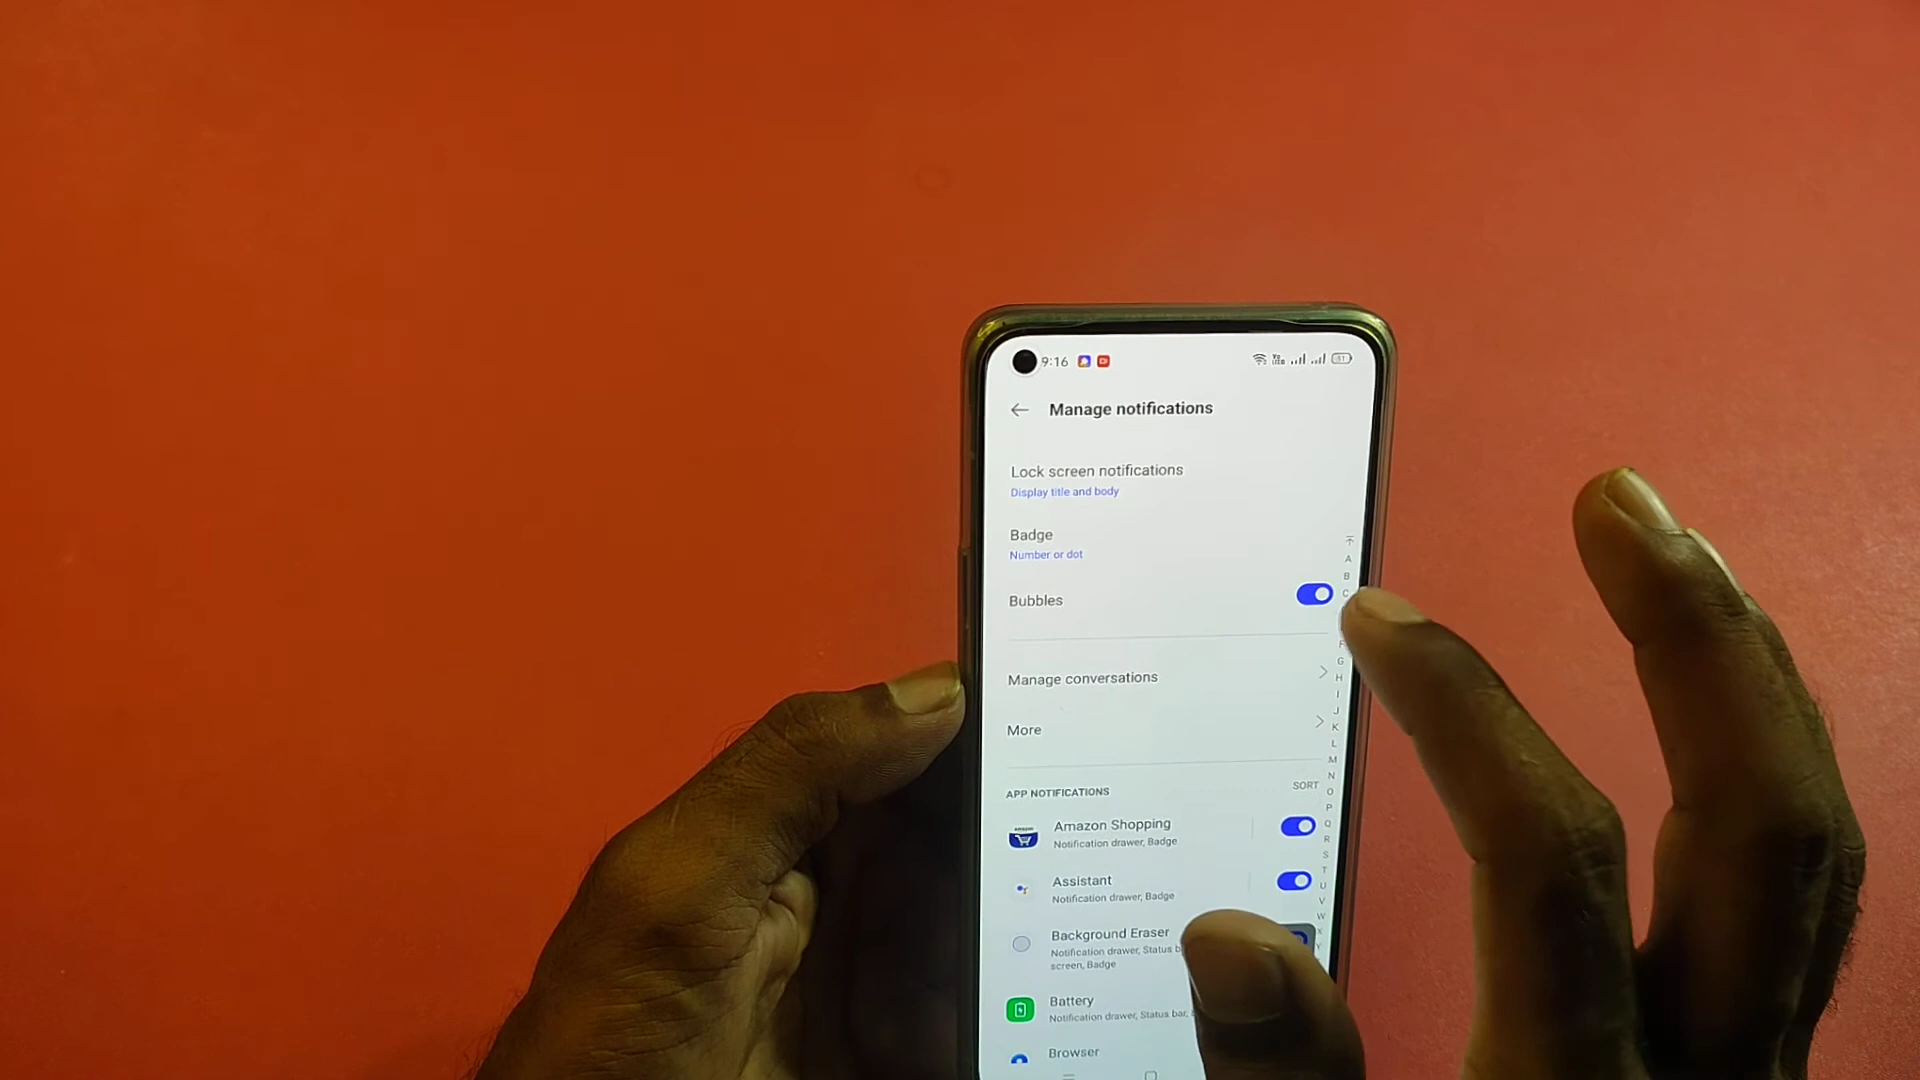 9:16
Manage notifications
Lock screen notifications
Display title and body
Badge
Number or dot
Bubbles
Manage conversations
More
APP NOTIFICATIONS SORT
Amazon Shopping
Notification drawer, Badge
Assistant
Notification drawer, Badge
Background Eraser
Notification drawer, Status
screen, Badge
Battery
Notification drawer, Status bar,
Browser
A
B
C
F
G
H
I
J
K
L
M
N
O
P
Q
R
S
T
U
V
W
X
Y